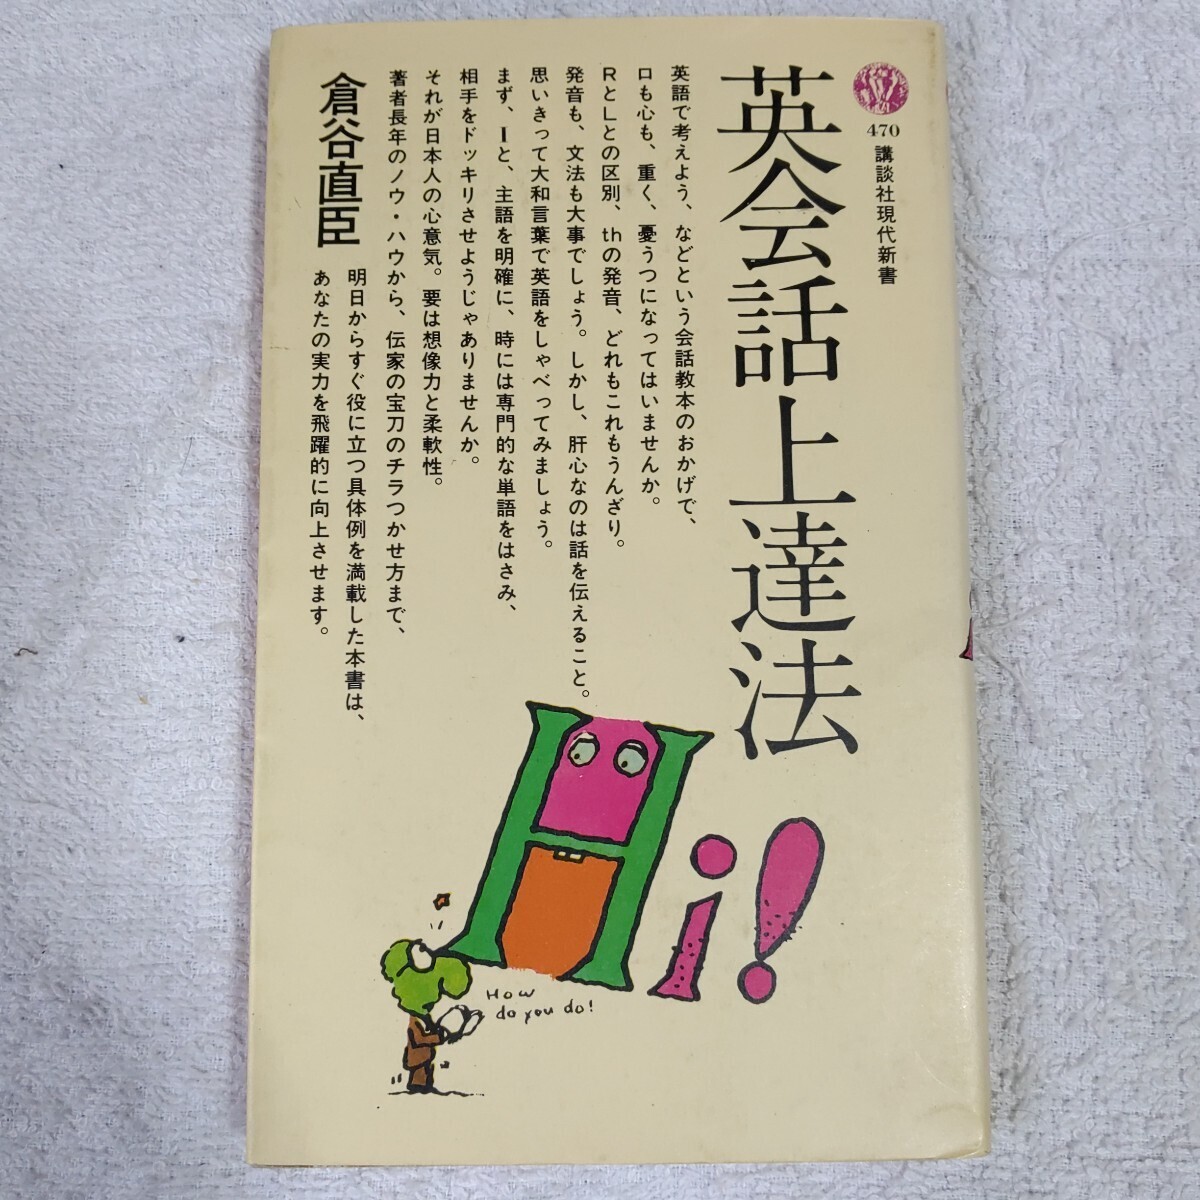 470
講談社現代新書
英会話上達法
英語で考えよう、などという会話教本のおかげで、
口も心も、重く、憂うつになってはいませんか。
RとLとの区別、thの発音、どれもこれもうんざり。
発音も、文法も大事でしょう。しかし、肝心なのは話を伝えること。
思いきって大和言葉で英語をしゃべってみましょう。
まず、Iと、主語を明確に、時には専門的な単語をはさみ、
相手をドッキリさせようじゃありませんか。
それが日本人の心意気。要は想像力と柔軟性。
著者長年のノウ・ハウから、伝家の宝刀のチラつかせ方まで、
明日からすぐ役に立つ具体例を満載した本書は、
あなたの実力を飛躍的に向上させます。
倉谷直臣
Hi!
How
do you do!